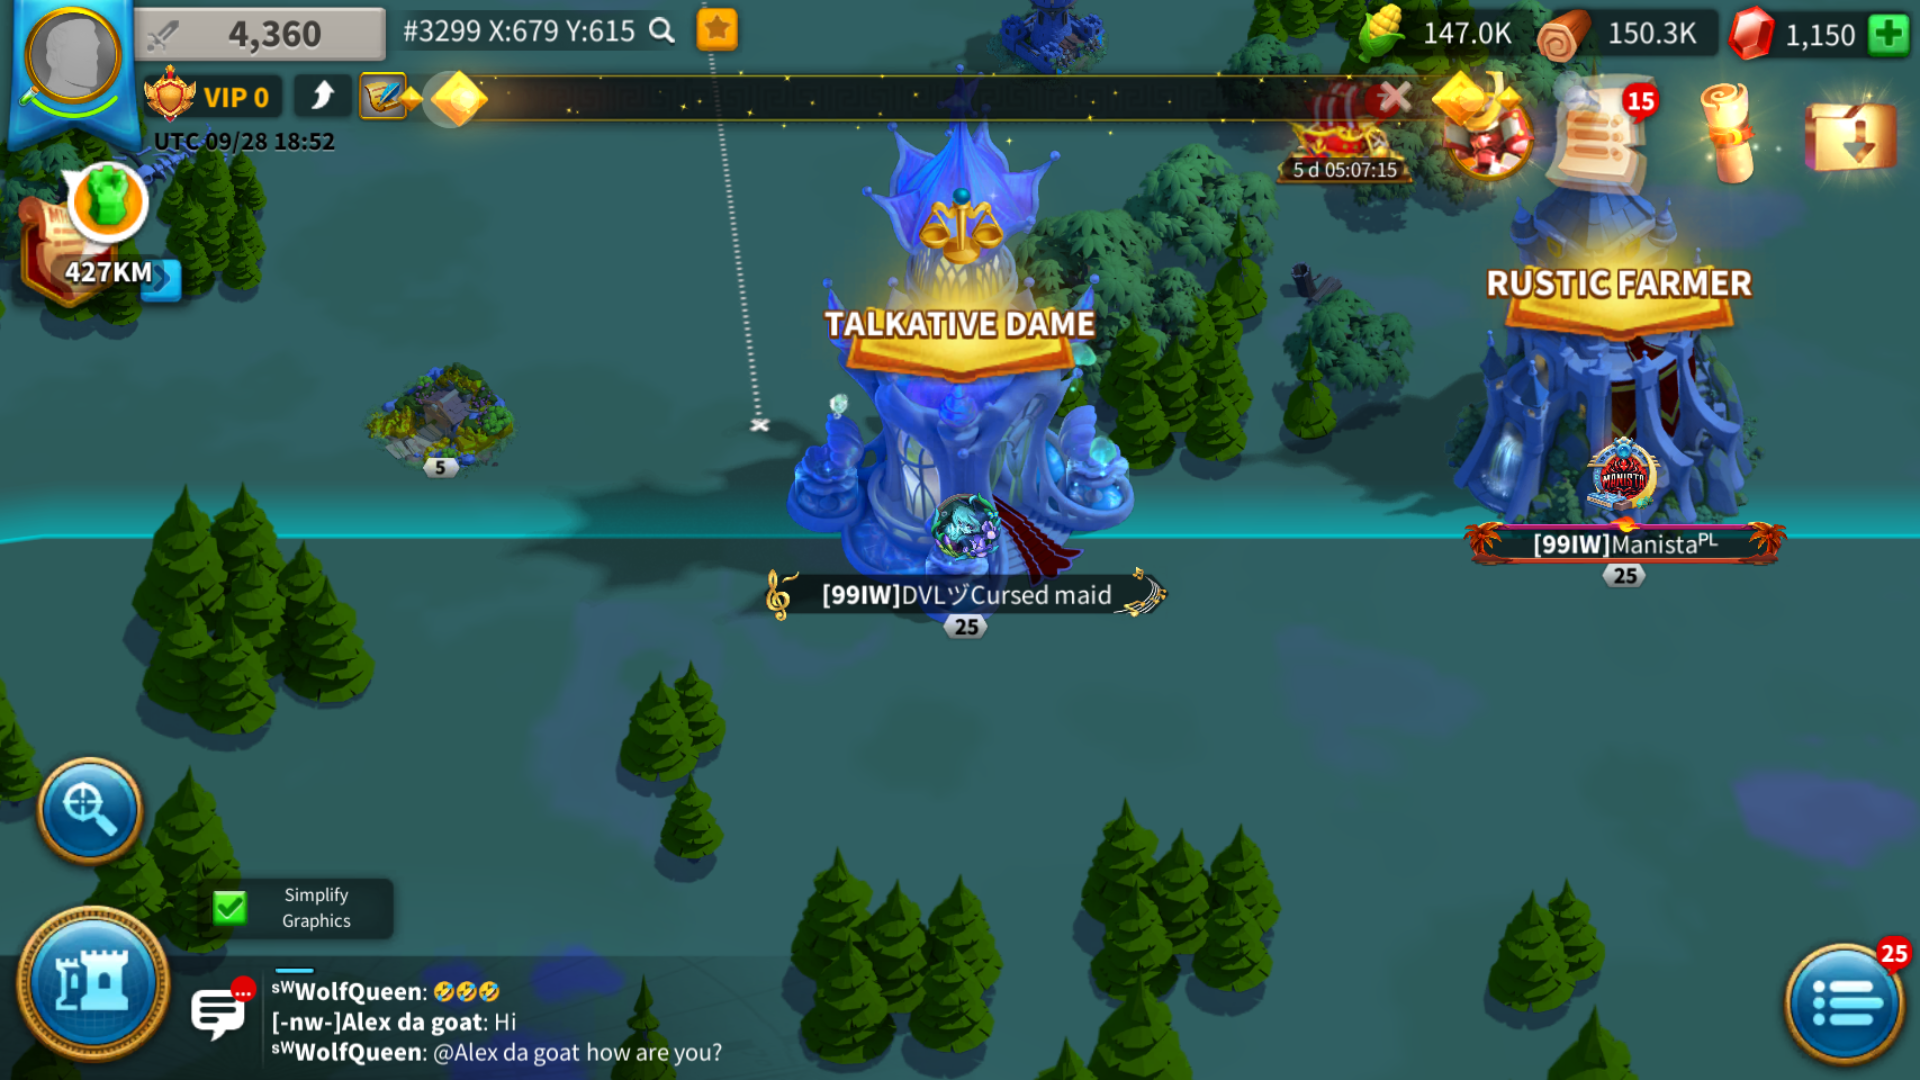 4,360
#3299 X:679 Y:615
147.0K
150.3K
1,150
VIP 0
UTC 09/28 18:52
5 d 05:07:15
15
427KM
TALKATIVE DAME
RUSTIC FARMER
5
MANISTA
[99IW]Manistaᴾᴸ
25
[99IW]DVLヅCursed maid
25
Simplify
Graphics
25
ˢᵂWolfQueen: 🤣🤣🤣
[-nw-]Alex da goat: Hi
ˢᵂWolfQueen: @Alex da goat how are you?